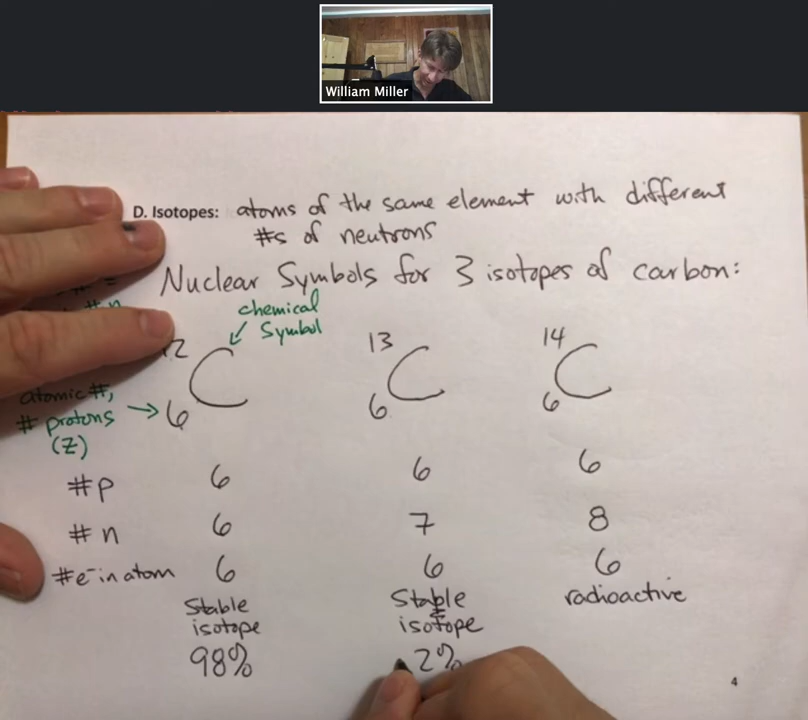 William Miller
D. Isotopes: atoms of the same element with different
#s of neutrons
Nuclear Symbols for 3 isotopes of carbon:
chemical
Symbol
2 13 14
C C C
atomic #,
# protons
(Z)
6 6 6
#p 6 6 6
#n 6 7 8
#e⁻ in atom 6 6 6
Stable isotope Stable isotope radioactive
98% 2%
4